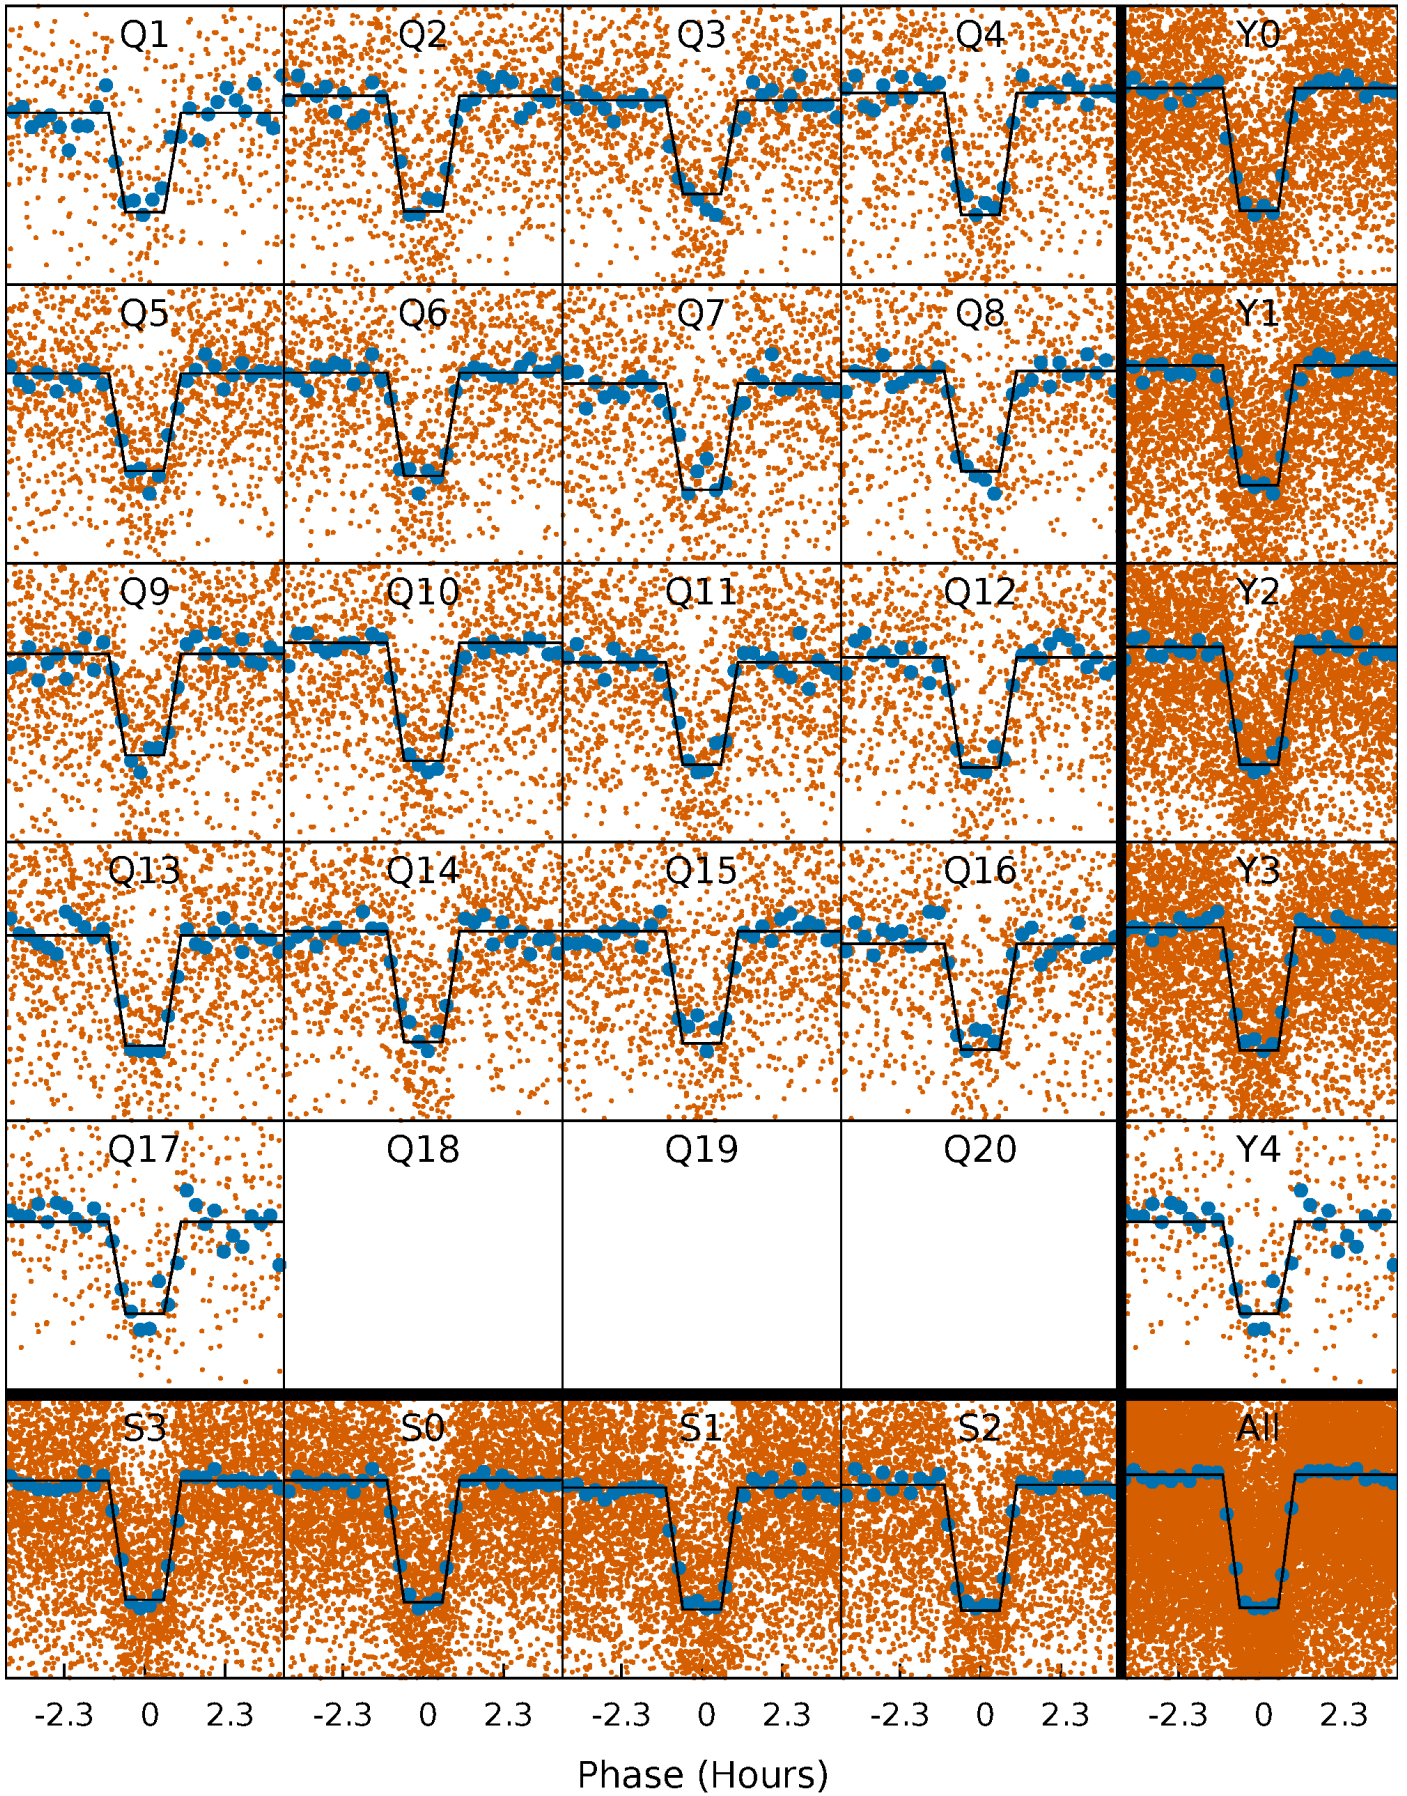 Q1 Q2 Q3 Q4 Y0
Q5 Q6 Q7 Q8 Y1
Q9 Q10 Q11 Q12 Y2
Q13 Q14 Q15 Q16 Y3
Q17 Q18 Q19 Q20 Y4
S3 S0 S1 S2 All
-2.3 0 2.3 -2.3 0 2.3 -2.3 0 2.3 -2.3 0 2.3 -2.3 0 2.3
Phase (Hours)